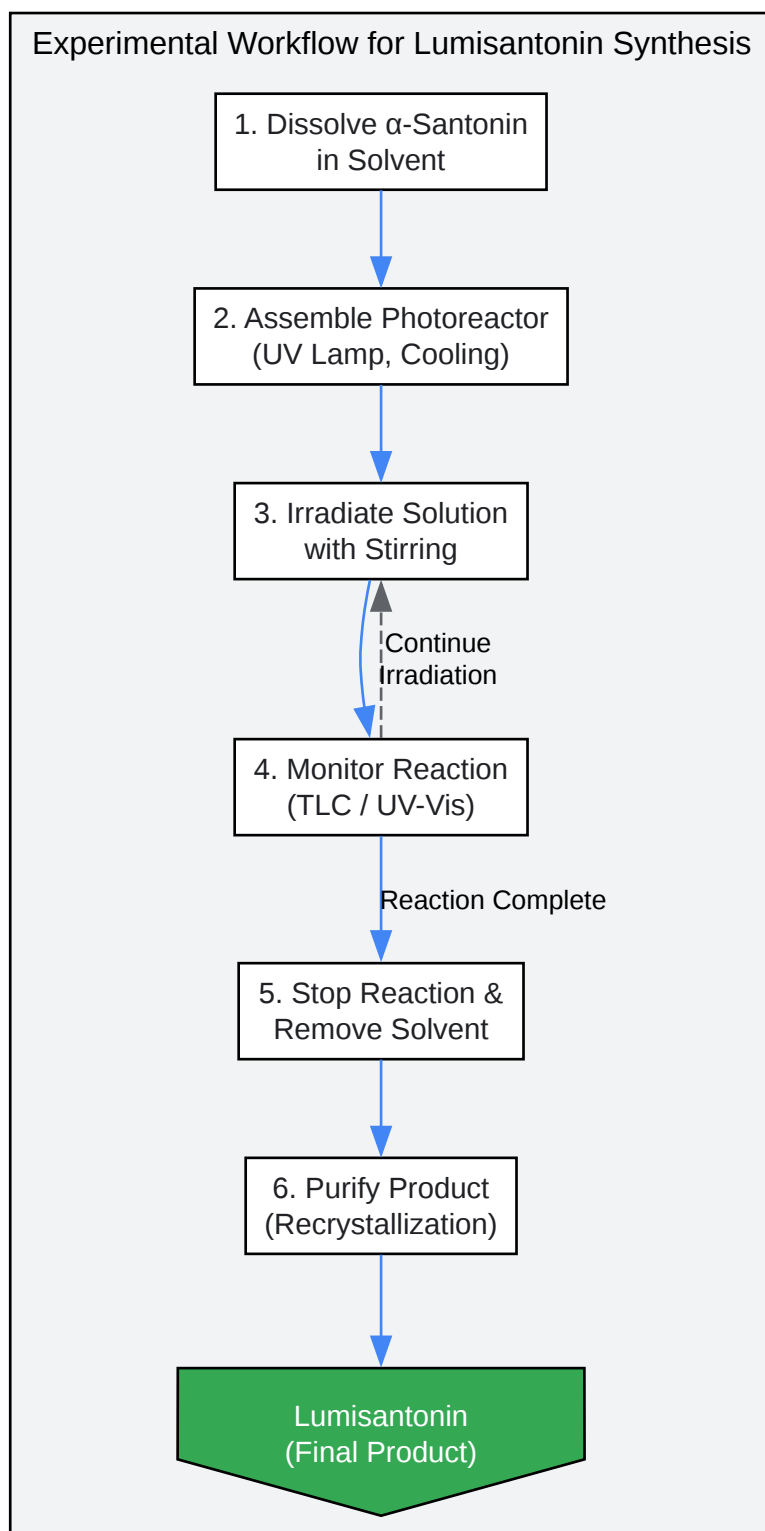 Experimental Workflow for Lumisantonin Synthesis
1. Dissolve α-Santonin
in Solvent
2. Assemble Photoreactor
(UV Lamp, Cooling)
3. Irradiate Solution
with Stirring
Continue
Irradiation
4. Monitor Reaction
(TLC / UV-Vis)
Reaction Complete
5. Stop Reaction &
Remove Solvent
6. Purify Product
(Recrystallization)
Lumisantonin
(Final Product)